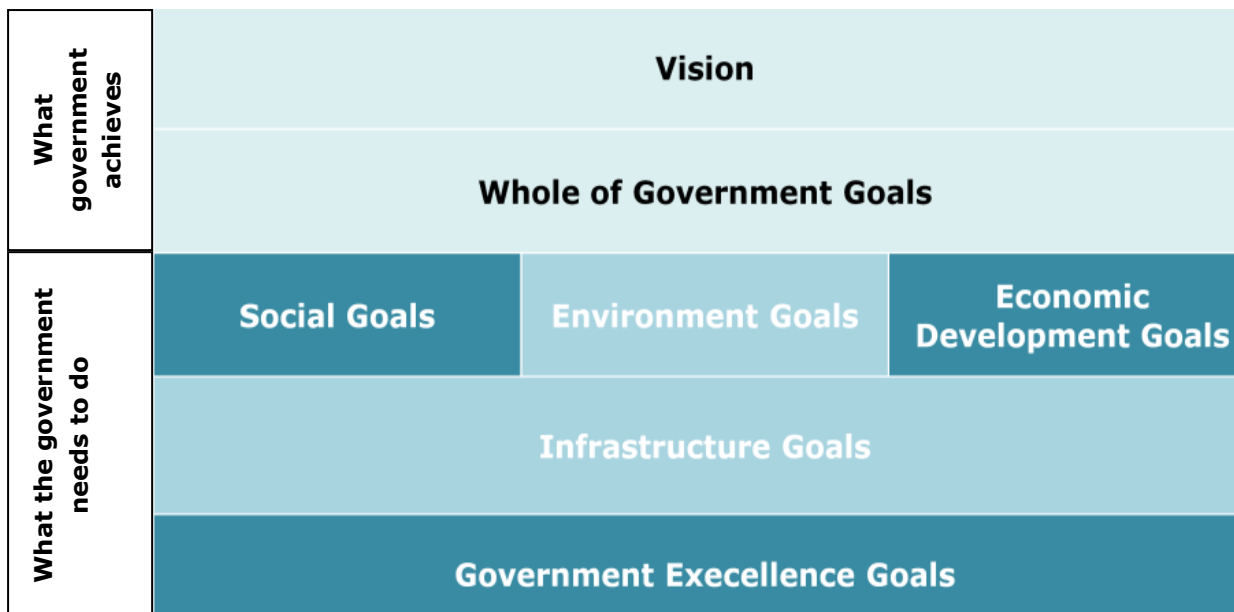 What
government
achieves
Vision
Whole of Government Goals
What the government
needs to do
Social Goals
Environment Goals
Economic
Development Goals
Infrastructure Goals
Government Execellence Goals